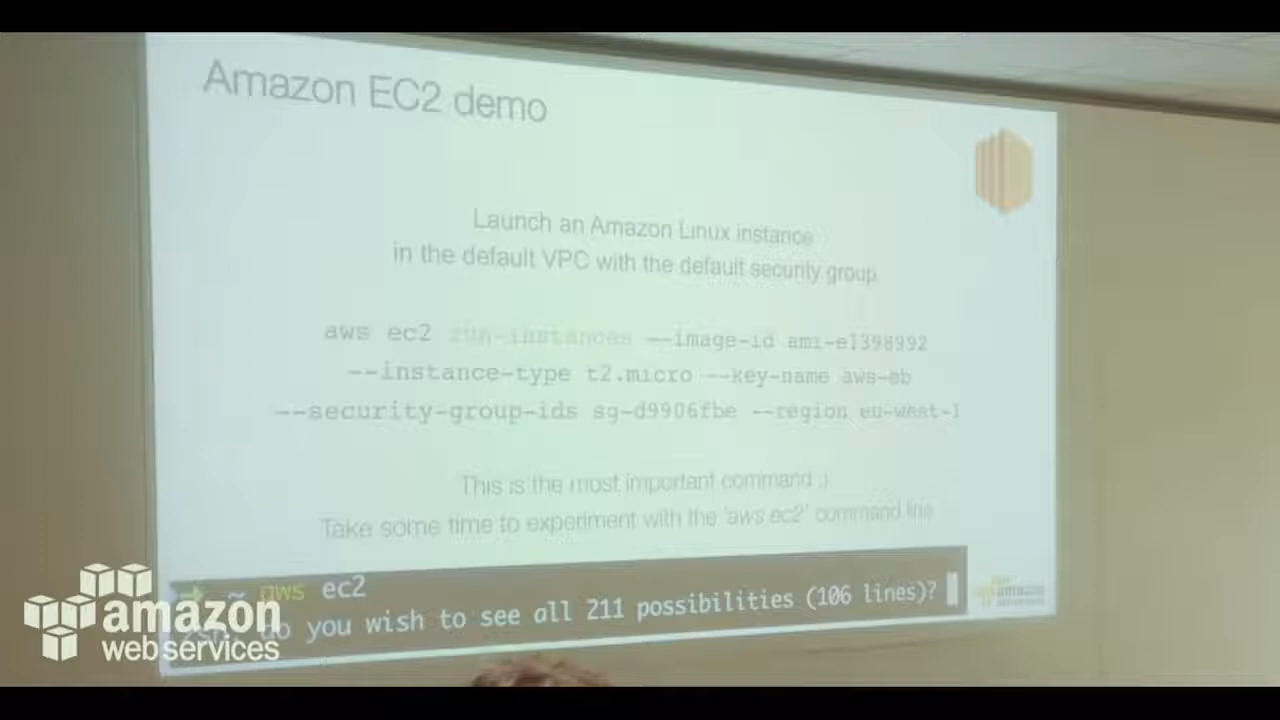 Amazon EC2 demo
Launch an Amazon Linux instance
in the default VPC with the default security group
aws ec2 run-instances --image-id ami-e1398992
--instance-type t2.micro --key-name aws-eb
--security-group-ids sg-d9906fbe --region eu-west-1
This is the most important command ;)
Take some time to experiment with the 'aws ec2' command line
~ aws ec2
zsh: do you wish to see all 211 possibilities (106 lines)?
amazon
web services
amazon